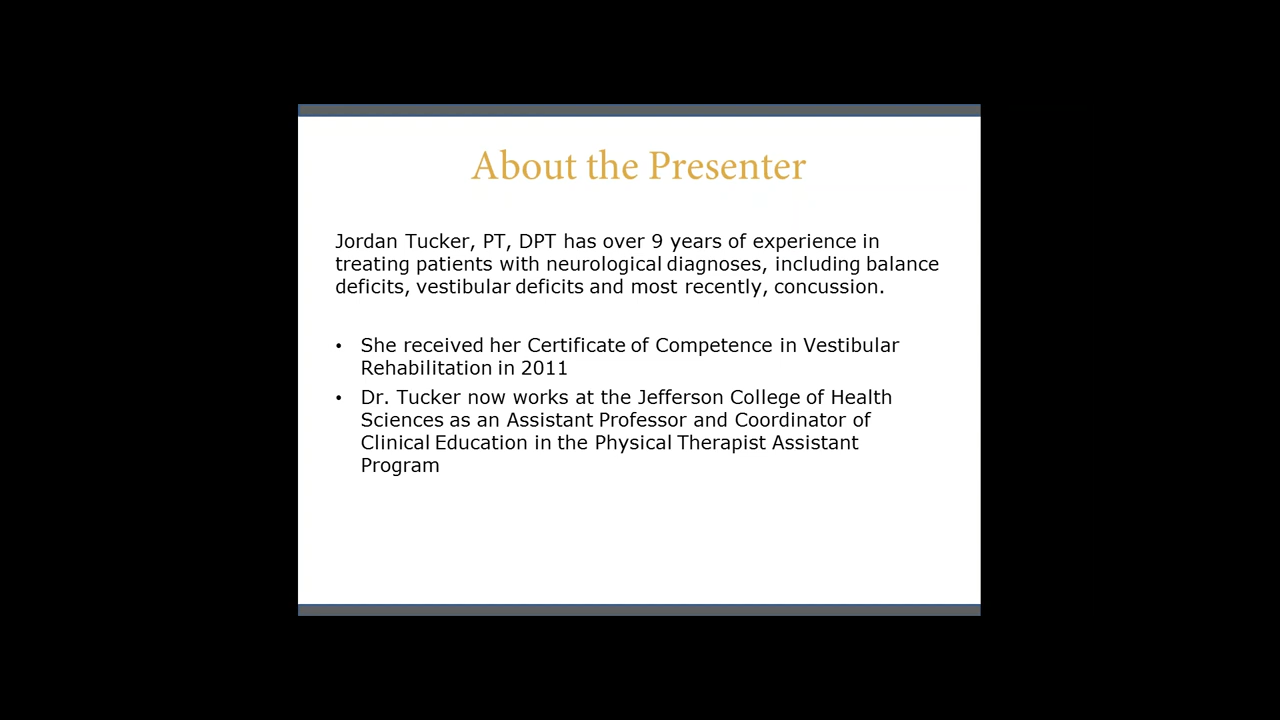 About the Presenter
Jordan Tucker, PT, DPT has over 9 years of experience in
treating patients with neurological diagnoses, including balance
deficits, vestibular deficits and most recently, concussion.
• She received her Certificate of Competence in Vestibular
Rehabilitation in 2011
• Dr. Tucker now works at the Jefferson College of Health
Sciences as an Assistant Professor and Coordinator of
Clinical Education in the Physical Therapist Assistant
Program